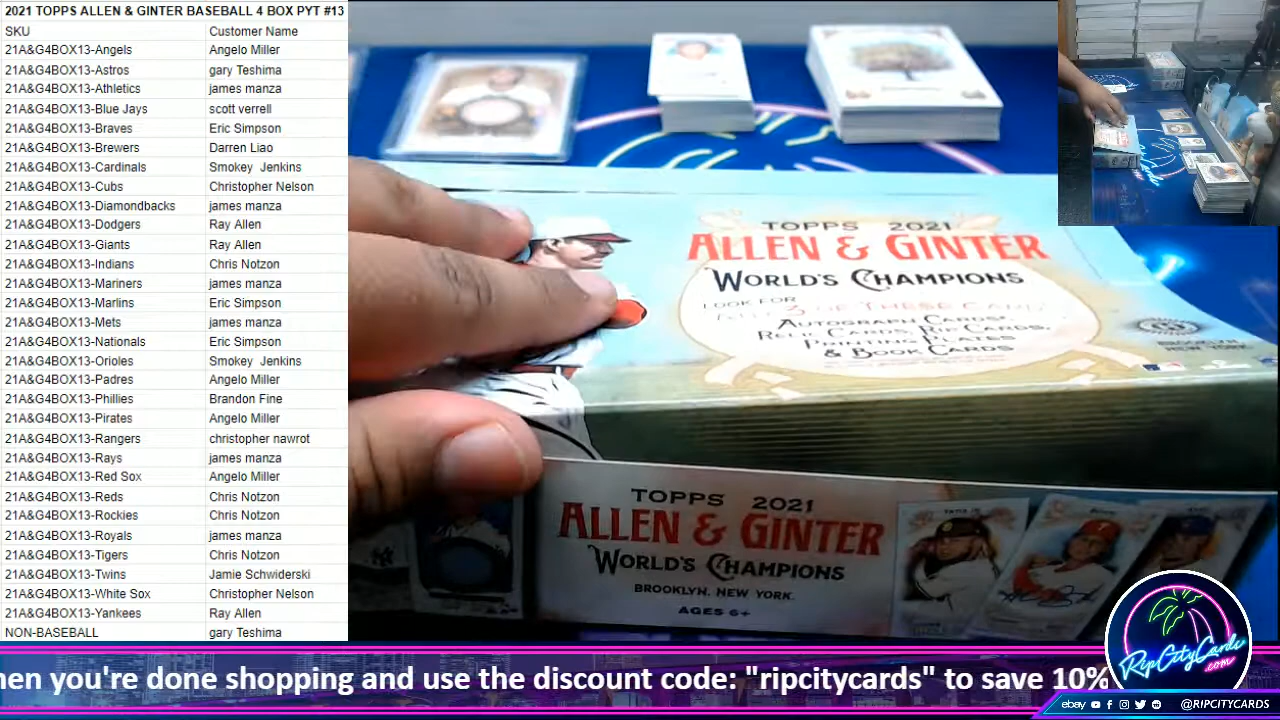 2021 TOPPS ALLEN & GINTER BASEBALL 4 BOX PYT #13
SKU Customer Name
21A&G4BOX13-Angels Angelo Miller
21A&G4BOX13-Astros gary Teshima
21A&G4BOX13-Athletics james manza
21A&G4BOX13-Blue Jays scott verrell
21A&G4BOX13-Braves Eric Simpson
21A&G4BOX13-Brewers Darren Liao
21A&G4BOX13-Cardinals Smokey Jenkins
21A&G4BOX13-Cubs Christopher Nelson
21A&G4BOX13-Diamondbacks james manza
21A&G4BOX13-Dodgers Ray Allen
21A&G4BOX13-Giants Ray Allen
21A&G4BOX13-Indians Chris Notzon
21A&G4BOX13-Mariners james manza
21A&G4BOX13-Marlins Eric Simpson
21A&G4BOX13-Mets james manza
21A&G4BOX13-Nationels Eric Simpson
21A&G4BOX13-Orioles Smokey Jenkins
21A&G4BOX13-Padres Angelo Miller
21A&G4BOX13-Phillies Brandon Fine
21A&G4BOX13-Pirates Angelo Miller
21A&G4BOX13-Rangers christopher nawrot
21A&G4BOX13-Rays james manza
21A&G4BOX13-Red Sox Angelo Miller
21A&G4BOX13-Reds Chris Notzon
21A&G4BOX13-Rockies Chris Notzon
21A&G4BOX13-Royals james manza
21A&G4BOX13-Tigers Chris Notzon
21A&G4BOX13-Twins Jamie Schwiderski
21A&G4BOX13-White Sox Christopher Nelson
21A&G4BOX13-Yankees Ray Allen
NON-BASEBALL gary Teshima
TOPPS 2021
ALLEN & GINTER
WORLD'S CHAMPIONS
LOOK FOR
3 OF THESE
AUTOGRAPH CARDS,
RELIC CARDS, RIP CARDS,
PRINTING PLATES
& BOOK CARDS
BROOKLYN
NEW YORK
TOPPS 2021
ALLEN & GINTER
WORLD'S CHAMPIONS
BROOKLYN. NEW YORK.
AGES 6+
hen you're done shopping and use the discount code: "ripcitycards" to save 10%
RipCityCards
.com
ebay @RIPCITYCARDS